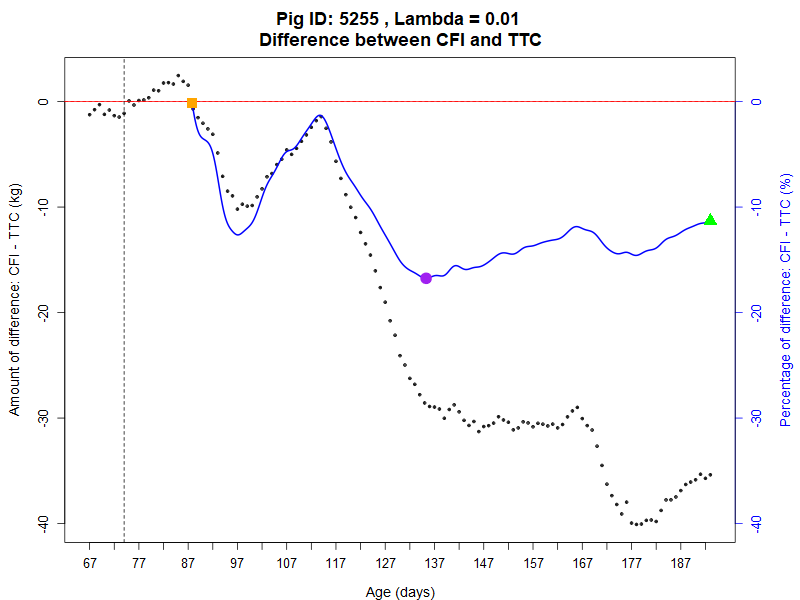 Pig ID: 5255 , Lambda = 0.01
Difference between CFI and TTC
Amount of difference: CFI - TTC (kg)
0
-10
-20
-30
-40
0
-10
-20
-30
-40
Percentage of difference: CFI - TTC (%)
67 77 87 97 107 117 127 137 147 157 167 177 187
Age (days)